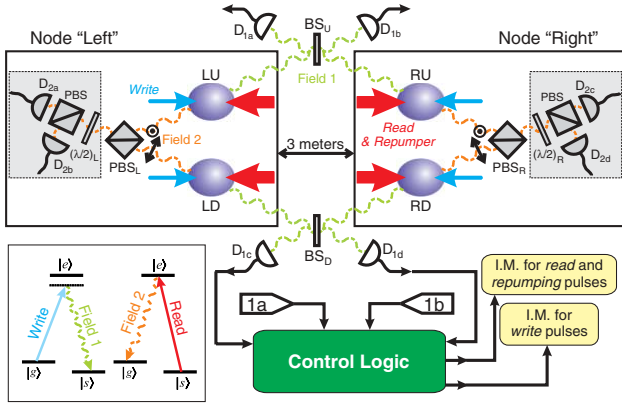 D1a
BSU
D1b
Node “Left”
Node “Right”
LU
RU
D2a
PBS
Write
Field 1
PBS
D2c
Read
& Repumper
Field 2
3 meters
D2b
(λ/2)L
PBSL
PBSR
(λ/2)R
D2d
LD
RD
D1c
BSD
D1d
|e⟩
|e⟩
Write
Field 1
Field 2
Read
|g⟩
|s⟩
|g⟩
|s⟩
1a
1b
Control Logic
I.M. for read and
repumping pulses
I.M. for
write pulses